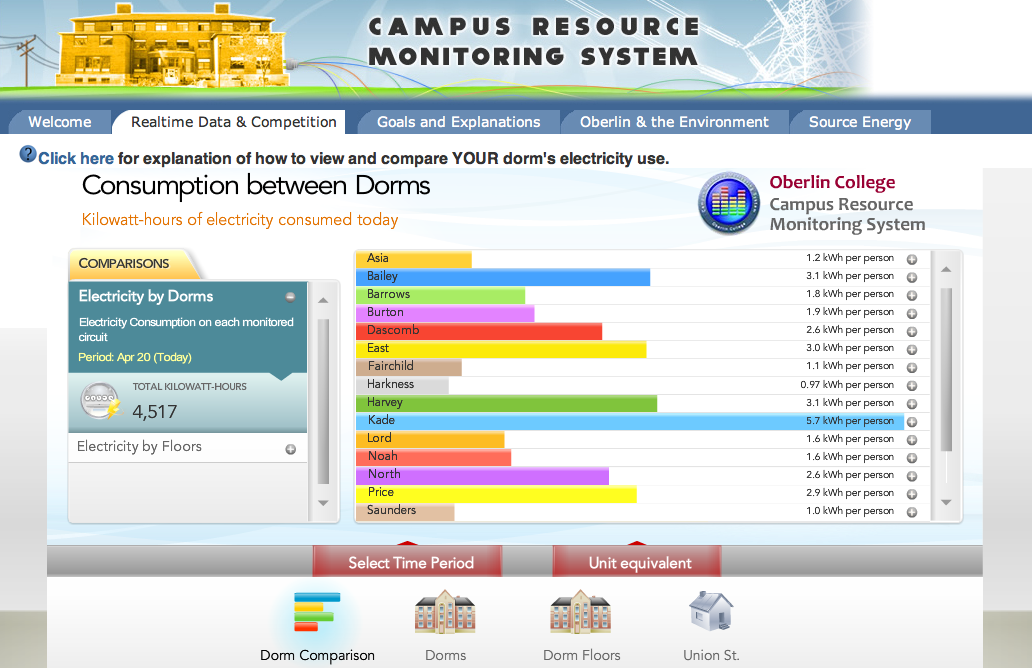 CAMPUS RESOURCE
MONITORING SYSTEM
Welcome
Realtime Data & Competition
Goals and Explanations
Oberlin & the Environment
Source Energy
? Click here for explanation of how to view and compare YOUR dorm's electricity use.
Consumption between Dorms
Kilowatt-hours of electricity consumed today
Oberlin College
Campus Resource
Monitoring System
COMPARISONS
Electricity by Dorms
Electricity Consumption on each monitored
circuit
Period: Apr 20 (Today)
TOTAL KILOWATT-HOURS
4,517
Electricity by Floors
Asia 1.2 kWh per person
Bailey 3.1 kWh per person
Barrows 1.8 kWh per person
Burton 1.9 kWh per person
Dascomb 2.6 kWh per person
East 3.0 kWh per person
Fairchild 1.1 kWh per person
Harkness 0.97 kWh per person
Harvey 3.1 kWh per person
Kade 5.7 kWh per person
Lord 1.6 kWh per person
Noah 1.6 kWh per person
North 2.6 kWh per person
Price 2.9 kWh per person
Saunders 1.0 kWh per person
Select Time Period
Unit equivalent
Dorm Comparison
Dorms
Dorm Floors
Union St.